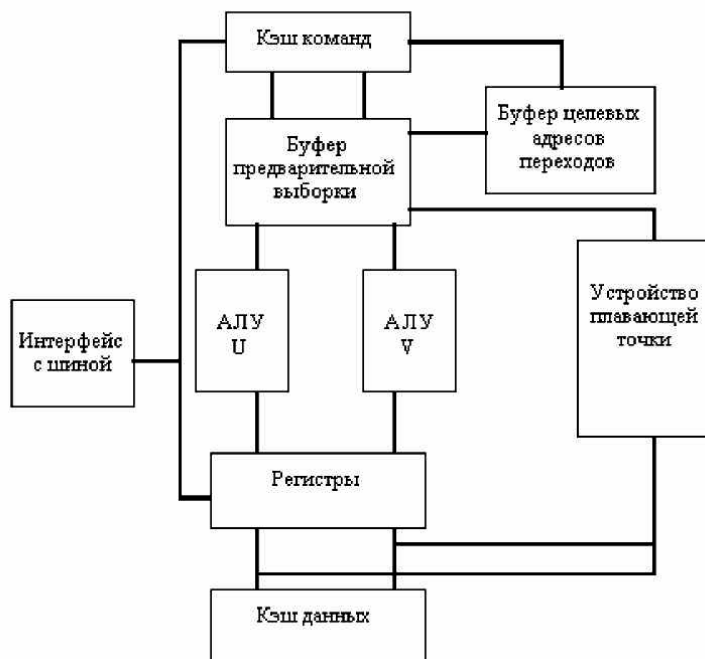 Кэш команд
Буфер целевых
адресов
переходов
Буфер
предварительной
выборки
Интерфейс
с шиной
АЛУ
U
АЛУ
V
Устройство
плавающей
точки
Регистры
Кэш данных